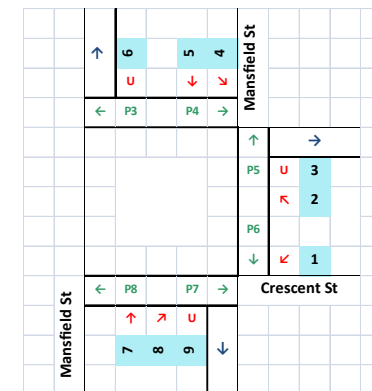 6 5 4
Mansfield St
U ↓ ↘
↑
← P3 P4 →
↑ →
P5 U 3
↖ 2
P6
↓ ↙ 1
← P8 P7 →
Crescent St
Mansfield St
↑ ↗ U
7 8 9 ↓